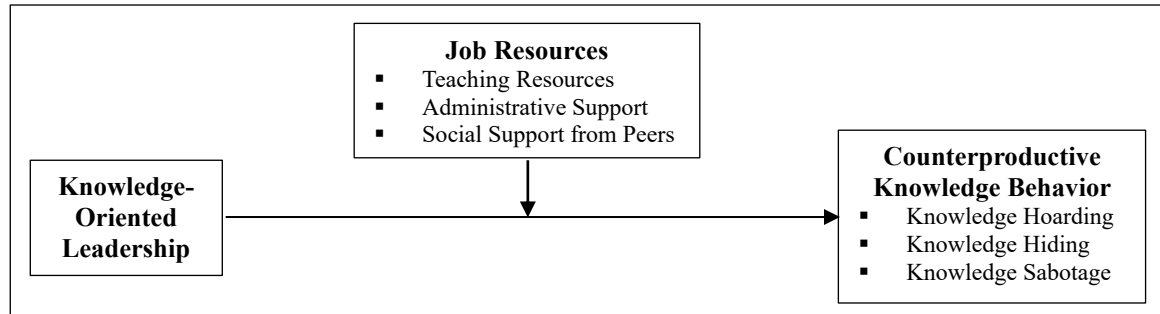 Job Resources
▪ Teaching Resources
▪ Administrative Support
▪ Social Support from Peers
Knowledge-
Oriented
Leadership
Counterproductive
Knowledge Behavior
▪ Knowledge Hoarding
▪ Knowledge Hiding
▪ Knowledge Sabotage